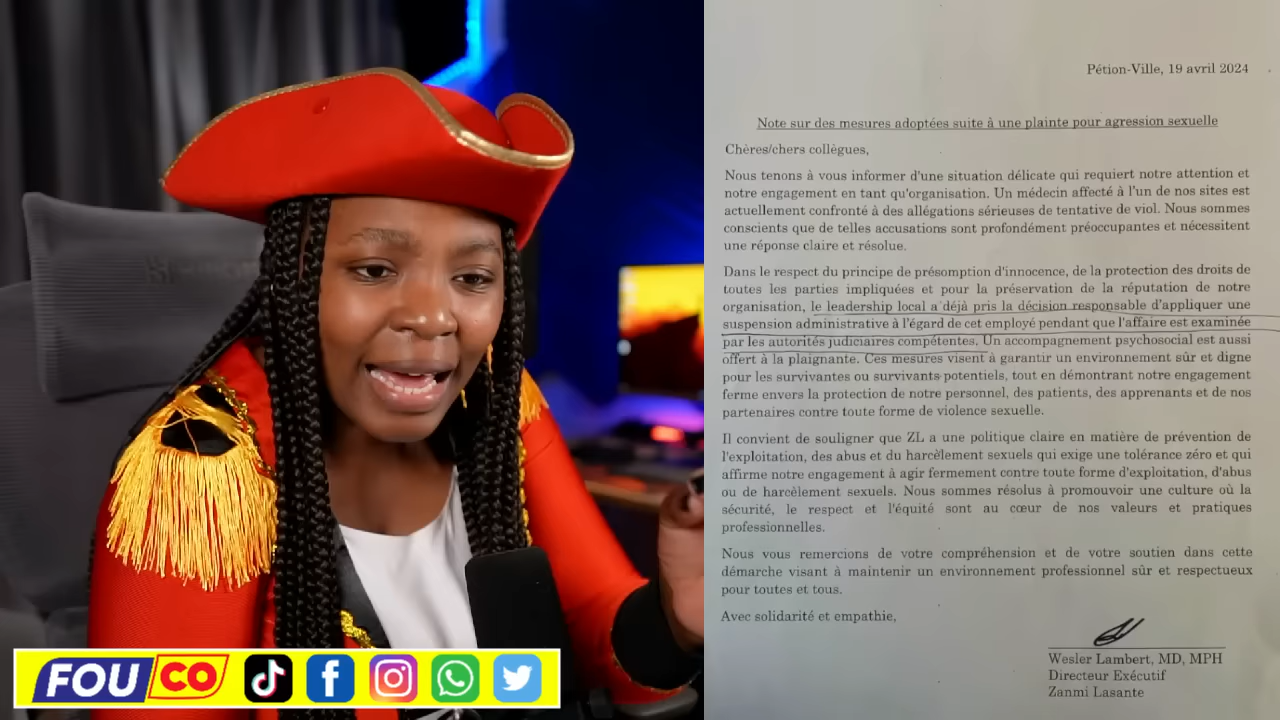 FOUCO
Pétion-Ville, 19 avril 2024
Note sur des mesures adoptées suite à une plainte pour agression sexuelle
Chères/chers collègues,
Nous tenons à vous informer d'une situation délicate qui requiert notre attention et
notre engagement en tant qu'organisation. Un médecin affecté à l'un de nos sites est
actuellement confronté à des allégations sérieuses de tentative de viol. Nous sommes
conscients que de telles accusations sont profondément préoccupantes et nécessitent
une réponse claire et résolue.
Dans le respect du principe de présomption d'innocence, de la protection des droits de
toutes les parties impliquées et pour la préservation de la réputation de notre
organisation, le leadership local a déjà pris la décision responsable d'appliquer une
suspension administrative à l'égard de cet employé pendant que l'affaire est examinée
par les autorités judiciaires compétentes. Un accompagnement psychosocial est aussi
offert à la plaignante. Ces mesures visent à garantir un environnement sûr et digne
pour les survivantes ou survivants potentiels, tout en démontrant notre engagement
ferme envers la protection de notre personnel, des patients, des apprenants et de nos
partenaires contre toute forme de violence sexuelle.
Il convient de souligner que ZL a une politique claire en matière de prévention de
l'exploitation, des abus et du harcèlement sexuels qui exige une tolérance zéro et qui
affirme notre engagement à agir fermement contre toute forme d'exploitation, d'abus
ou de harcèlement sexuels. Nous sommes résolus à promouvoir une culture où la
sécurité, le respect et l'équité sont au cœur de nos valeurs et pratiques
professionnelles.
Nous vous remercions de votre compréhension et de votre soutien dans cette
démarche visant à maintenir un environnement professionnel sûr et respectueux
pour toutes et tous.
Avec solidarité et empathie,
Wesler Lambert, MD, MPH
Directeur Exécutif
Zanmi Lasante